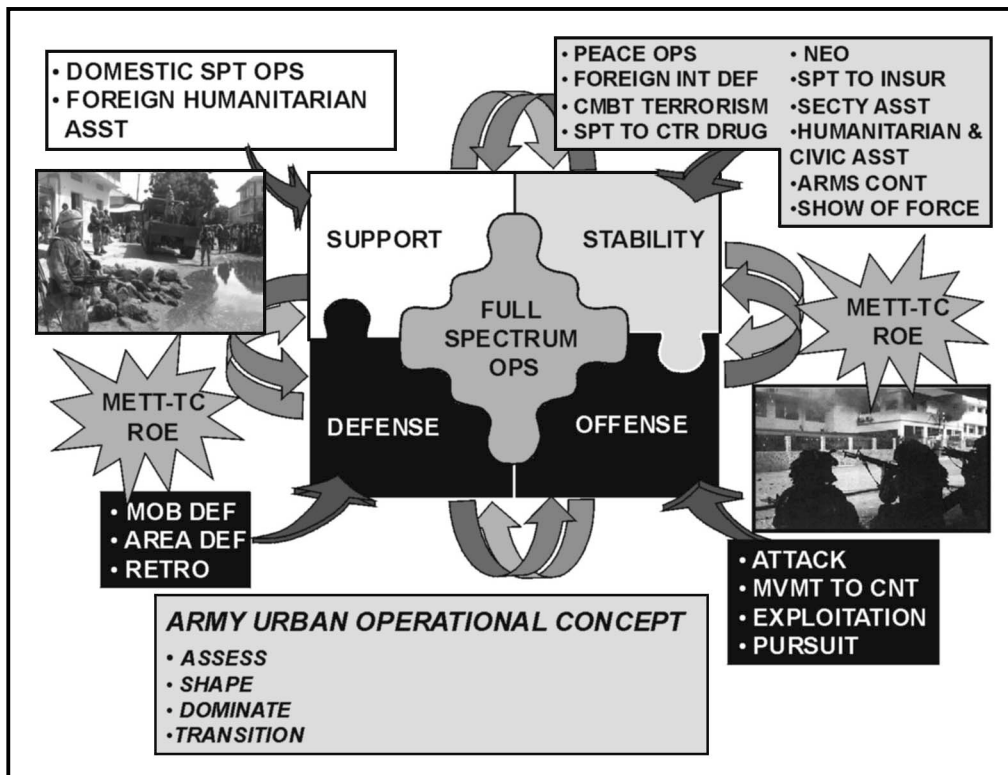 • DOMESTIC SPT OPS
• FOREIGN HUMANITARIAN
ASST
• PEACE OPS
• FOREIGN INT DEF
• CMBT TERRORISM
• SPT TO CTR DRUG
• NEO
• SPT TO INSUR
• SECTY ASST
•HUMANITARIAN &
CIVIC ASST
• ARMS CONT
• SHOW OF FORCE
SUPPORT
STABILITY
FULL
SPECTRUM
OPS
METT-TC
ROE
METT-TC
ROE
DEFENSE
OFFENSE
• MOB DEF
• AREA DEF
• RETRO
• ATTACK
• MVMT TO CNT
• EXPLOITATION
• PURSUIT
ARMY URBAN OPERATIONAL CONCEPT
• ASSESS
• SHAPE
• DOMINATE
•TRANSITION